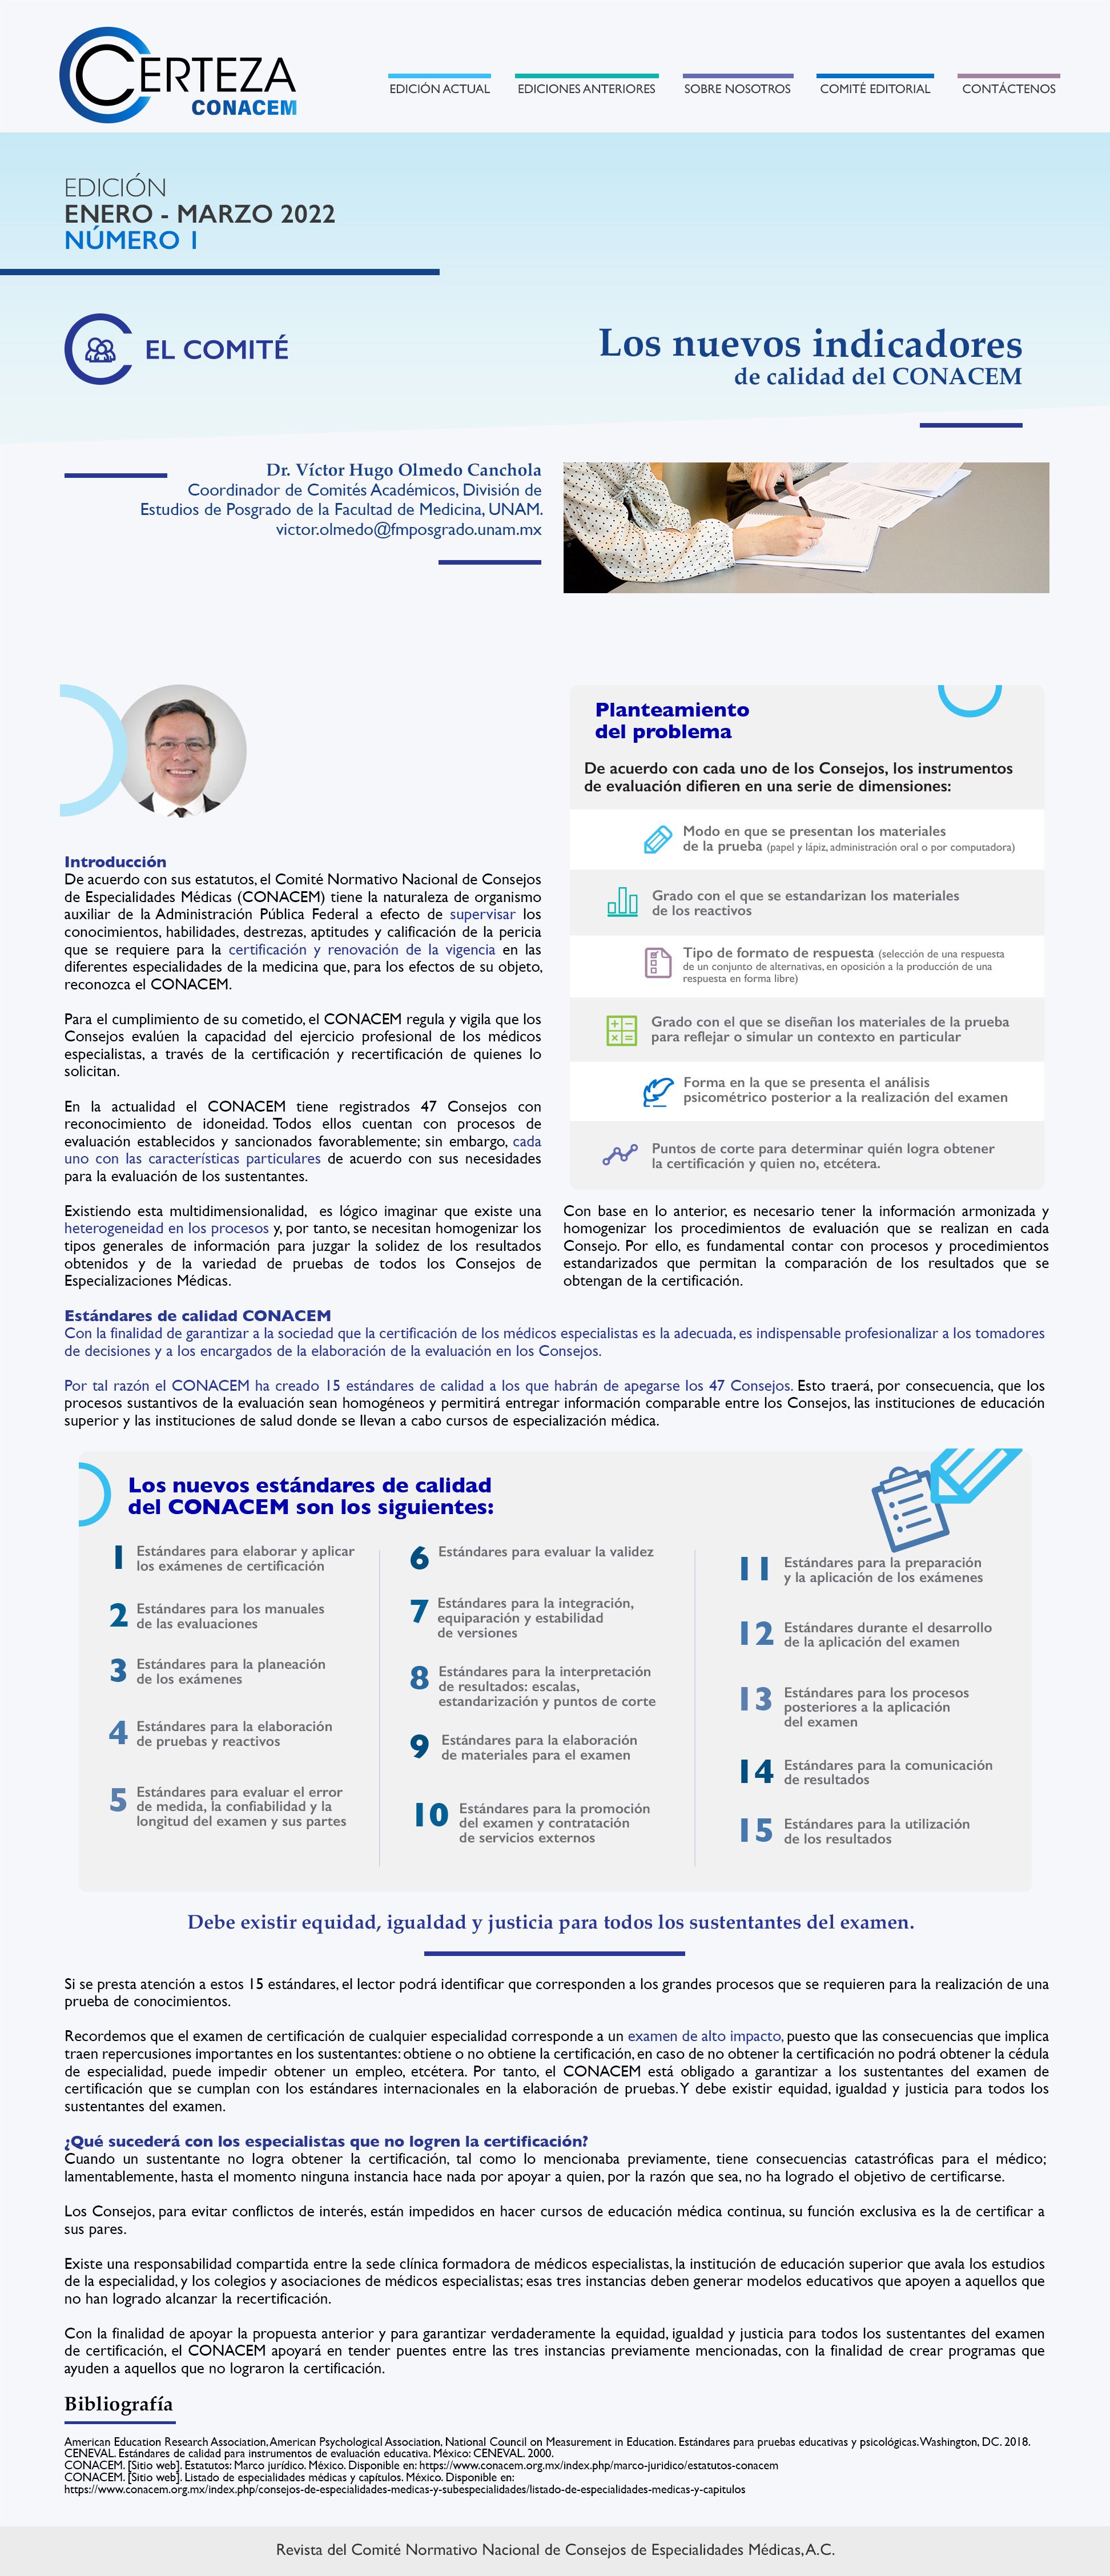 CERTEZA
CONACEM
EDICIÓN ACTUAL
EDICIONES ANTERIORES
SOBRE NOSOTROS
COMITÉ EDITORIAL
CONTÁCTENOS
EDICIÓN
ENERO - MARZO 2022
NÚMERO 1
EL COMITÉ
Los nuevos indicadores
de calidad del CONACEM
Dr. Víctor Hugo Olmedo Canchola
Coordinador de Comités Académicos, División de
Estudios de Posgrado de la Facultad de Medicina, UNAM.
victor.olmedo@fmposgrado.unam.mx
Introducción
De acuerdo con sus estatutos, el Comité Normativo Nacional de Consejos
de Especialidades Médicas (CONACEM) tiene la naturaleza de organismo
auxiliar de la Administración Pública Federal a efecto de supervisar los
conocimientos, habilidades, destrezas, aptitudes y calificación de la pericia
que se requiere para la certificación y renovación de la vigencia en las
diferentes especialidades de la medicina que, para los efectos de su objeto,
reconozca el CONACEM.
Para el cumplimiento de su cometido, el CONACEM regula y vigila que los
Consejos evalúen la capacidad del ejercicio profesional de los médicos
especialistas, a través de la certificación y recertificación de quienes lo
solicitan.
En la actualidad el CONACEM tiene registrados 47 Consejos con
reconocimiento de idoneidad. Todos ellos cuentan con procesos de
evaluación establecidos y sancionados favorablemente; sin embargo, cada
uno con las características particulares de acuerdo con sus necesidades
para la evaluación de los sustentantes.
Existiendo esta multidimensionalidad, es lógico imaginar que existe una
heterogeneidad en los procesos y, por tanto, se necesitan homogenizar los
tipos generales de información para juzgar la solidez de los resultados
obtenidos y de la variedad de pruebas de todos los Consejos de
Especializaciones Médicas.
Planteamiento
del problema
De acuerdo con cada uno de los Consejos, los instrumentos
de evaluación difieren en una serie de dimensiones:
Modo en que se presentan los materiales
de la prueba (papel y lápiz, administración oral o por computadora)
Grado con el que se estandarizan los materiales
de los reactivos
Tipo de formato de respuesta (selección de una respuesta
de un conjunto de alternativas, en oposición a la producción de una
respuesta en forma libre)
Grado con el que se diseñan los materiales de la prueba
para reflejar o simular un contexto en particular
Forma en la que se presenta el análisis
psicométrico posterior a la realización del examen
Puntos de corte para determinar quién logra obtener
la certificación y quien no, etcétera.
Con base en lo anterior, es necesario tener la información armonizada y
homogenizar los procedimientos de evaluación que se realizan en cada
Consejo. Por ello, es fundamental contar con procesos y procedimientos
estandarizados que permitan la comparación de los resultados que se
obtengan de la certificación.
Estándares de calidad CONACEM
Con la finalidad de garantizar a la sociedad que la certificación de los médicos especialistas es la adecuada, es indispensable profesionalizar a los tomadores
de decisiones y a los encargados de la elaboración de la evaluación en los Consejos.
Por tal razón el CONACEM ha creado 15 estándares de calidad a los que habrán de apegarse los 47 Consejos. Esto traerá, por consecuencia, que los
procesos sustantivos de la evaluación sean homogéneos y permitirá entregar información comparable entre los Consejos, las instituciones de educación
superior y las instituciones de salud donde se llevan a cabo cursos de especialización médica.
Los nuevos estándares de calidad
del CONACEM son los siguientes:
1 Estándares para elaborar y aplicar
los exámenes de certificación
2 Estándares para los manuales
de las evaluaciones
3 Estándares para la planeación
de los exámenes
4 Estándares para la elaboración
de pruebas y reactivos
5 Estándares para evaluar el error
de medida, la confiabilidad y la
longitud del examen y sus partes
6 Estándares para evaluar la validez
7 Estándares para la integración,
equiparación y estabilidad
de versiones
8 Estándares para la interpretación
de resultados: escalas,
estandarización y puntos de corte
9 Estándares para la elaboración
de materiales para el examen
10 Estándares para la promoción
del examen y contratación
de servicios externos
11 Estándares para la preparación
y la aplicación de los exámenes
12 Estándares durante el desarrollo
de la aplicación del examen
13 Estándares para los procesos
posteriores a la aplicación
del examen
14 Estándares para la comunicación
de resultados
15 Estándares para la utilización
de los resultados
Debe existir equidad, igualdad y justicia para todos los sustentantes del examen.
Si se presta atención a estos 15 estándares, el lector podrá identificar que corresponden a los grandes procesos que se requieren para la realización de una
prueba de conocimientos.
Recordemos que el examen de certificación de cualquier especialidad corresponde a un examen de alto impacto, puesto que las consecuencias que implica
traen repercusiones importantes en los sustentantes: obtiene o no obtiene la certificación, en caso de no obtener la certificación no podrá obtener la cédula
de especialidad, puede impedir obtener un empleo, etcétera. Por tanto, el CONACEM está obligado a garantizar a los sustentantes del examen de
certificación que se cumplan con los estándares internacionales en la elaboración de pruebas. Y debe existir equidad, igualdad y justicia para todos los
sustentantes del examen.
¿Qué sucederá con los especialistas que no logren la certificación?
Cuando un sustentante no logra obtener la certificación, tal como lo mencionaba previamente, tiene consecuencias catastróficas para el médico;
lamentablemente, hasta el momento ninguna instancia hace nada por apoyar a quien, por la razón que sea, no ha logrado el objetivo de certificarse.
Los Consejos, para evitar conflictos de interés, están impedidos en hacer cursos de educación médica continua, su función exclusiva es la de certificar a
sus pares.
Existe una responsabilidad compartida entre la sede clínica formadora de médicos especialistas, la institución de educación superior que avala los estudios
de la especialidad, y los colegios y asociaciones de médicos especialistas; esas tres instancias deben generar modelos educativos que apoyen a aquellos que
no han logrado alcanzar la recertificación.
Con la finalidad de apoyar la propuesta anterior y para garantizar verdaderamente la equidad, igualdad y justicia para todos los sustentantes del examen
de certificación, el CONACEM apoyará en tender puentes entre las tres instancias previamente mencionadas, con la finalidad de crear programas que
ayuden a aquellos que no lograron la certificación.
Bibliografía
American Education Research Association, American Psychological Association, National Council on Measurement in Education. Estándares para pruebas educativas y psicológicas. Washington, DC. 2018.
CENEVAL. Estándares de calidad para instrumentos de evaluación educativa. México: CENEVAL. 2000.
CONACEM. [Sitio web]. Estatutos: Marco jurídico. México. Disponible en: https://www.conacem.org.mx/index.php/marco-juridico/estatutos-conacem
CONACEM. [Sitio web]. Listado de especialidades médicas y capítulos. México. Disponible en:
https://www.conacem.org.mx/index.php/consejos-de-especialidades-medicas-y-subespecialidades/listado-de-especialidades-medicas-y-capitulos
Revista del Comité Normativo Nacional de Consejos de Especialidades Médicas, A.C.